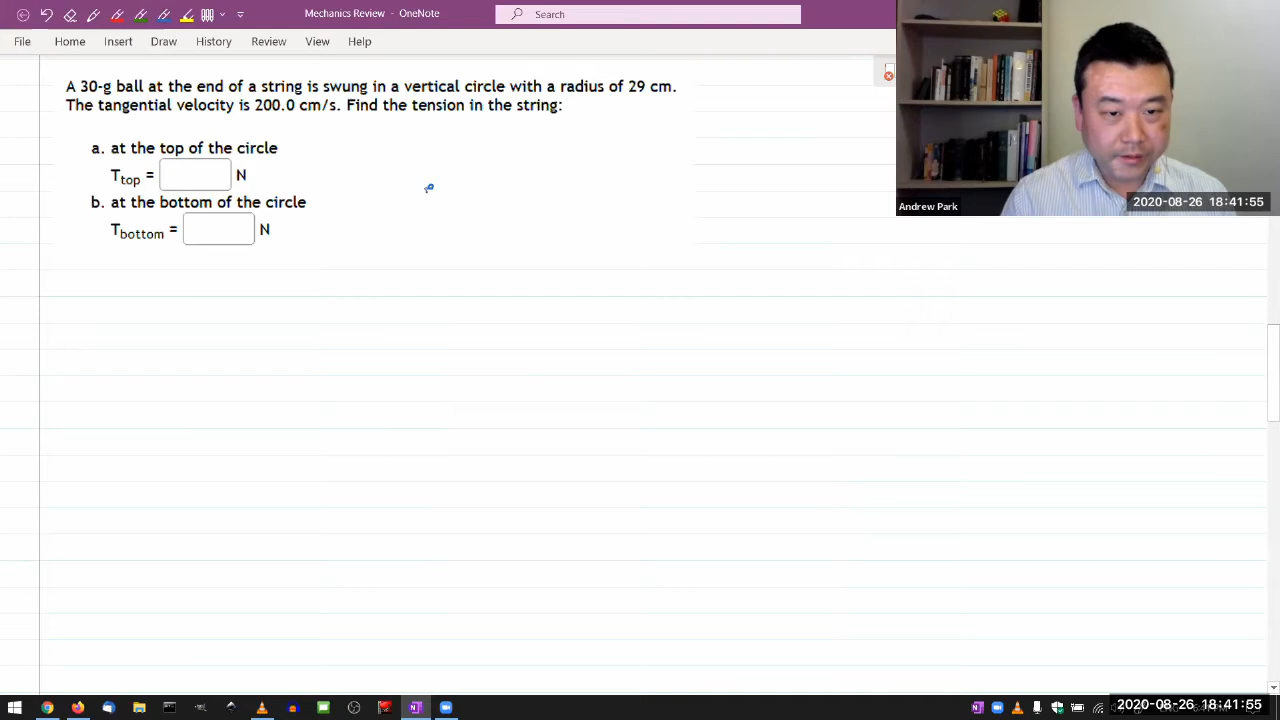 Mechanics Review - OneNote
Search
File Home Insert Draw History Review View Help
A 30-g ball at the end of a string is swung in a vertical circle with a radius of 29 cm.
The tangential velocity is 200.0 cm/s. Find the tension in the string:
a. at the top of the circle
Ttop = N
b. at the bottom of the circle
Tbottom = N
Andrew Park
2020-08-26 18:41:55
2020-08-26 18:41:55